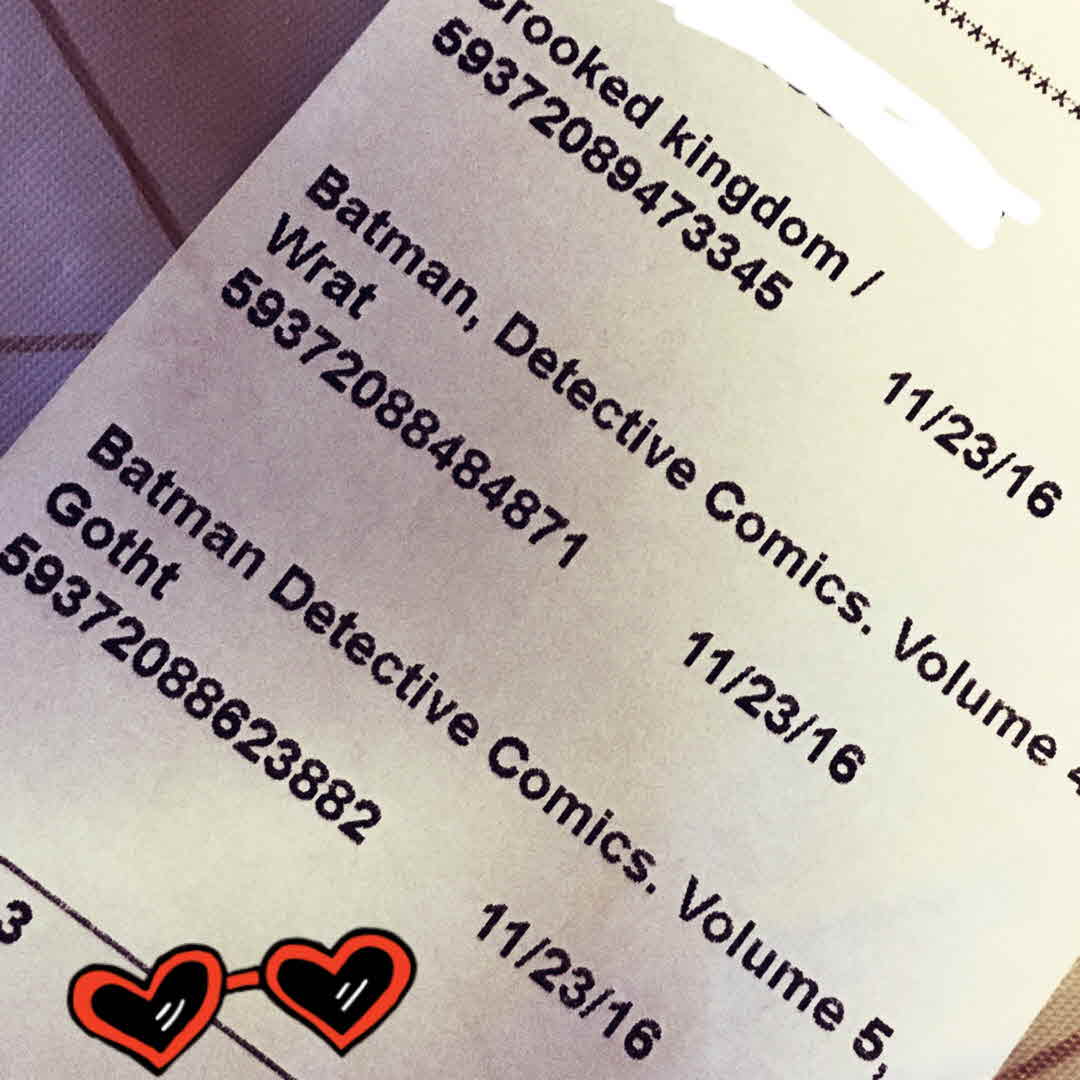 ************
Crooked kingdom /
593720894733345
11/23/16
Batman, Detective Comics. Volume 4
Wrat
59372088484871
11/23/16
Batman Detective Comics. Volume 5,
Gotht
59372088623882
11/23/16
3